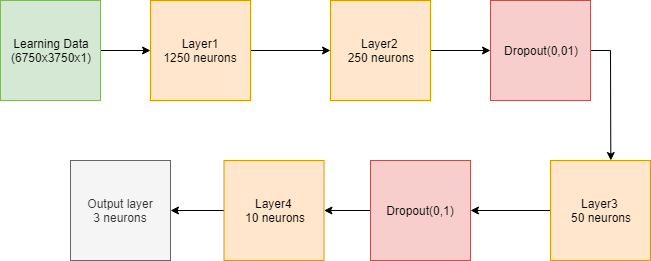 Learning Data
(6750x3750x1)
Layer1
1250 neurons
Layer2
250 neurons
Dropout(0,01)
Layer3
50 neurons
Dropout(0,1)
Layer4
10 neurons
Output layer
3 neurons